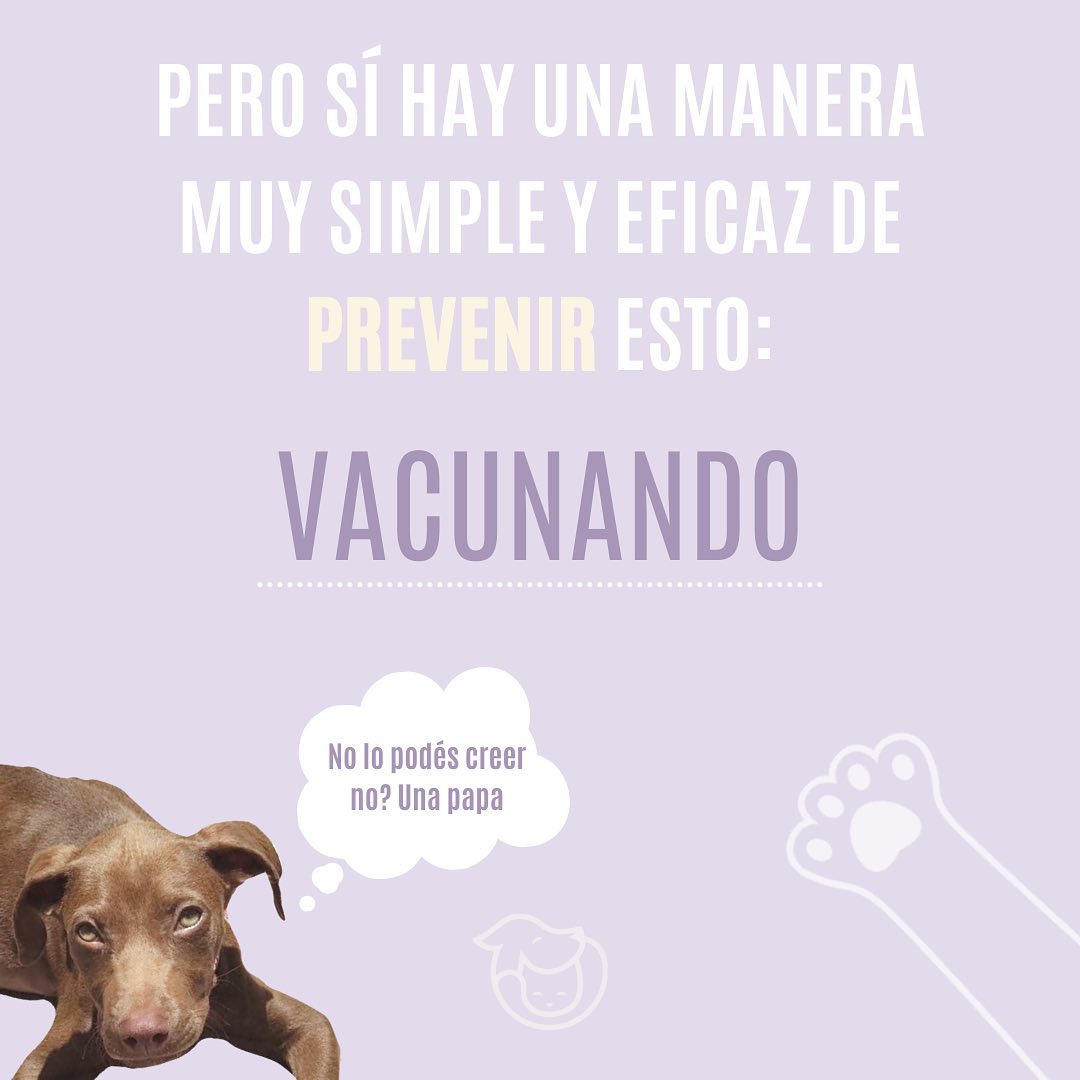 PERO SÍ HAY UNA MANERA
MUY SIMPLE Y EFICAZ DE
PREVENIR ESTO:
VACUNANDO
No lo podés creer
no? Una papa